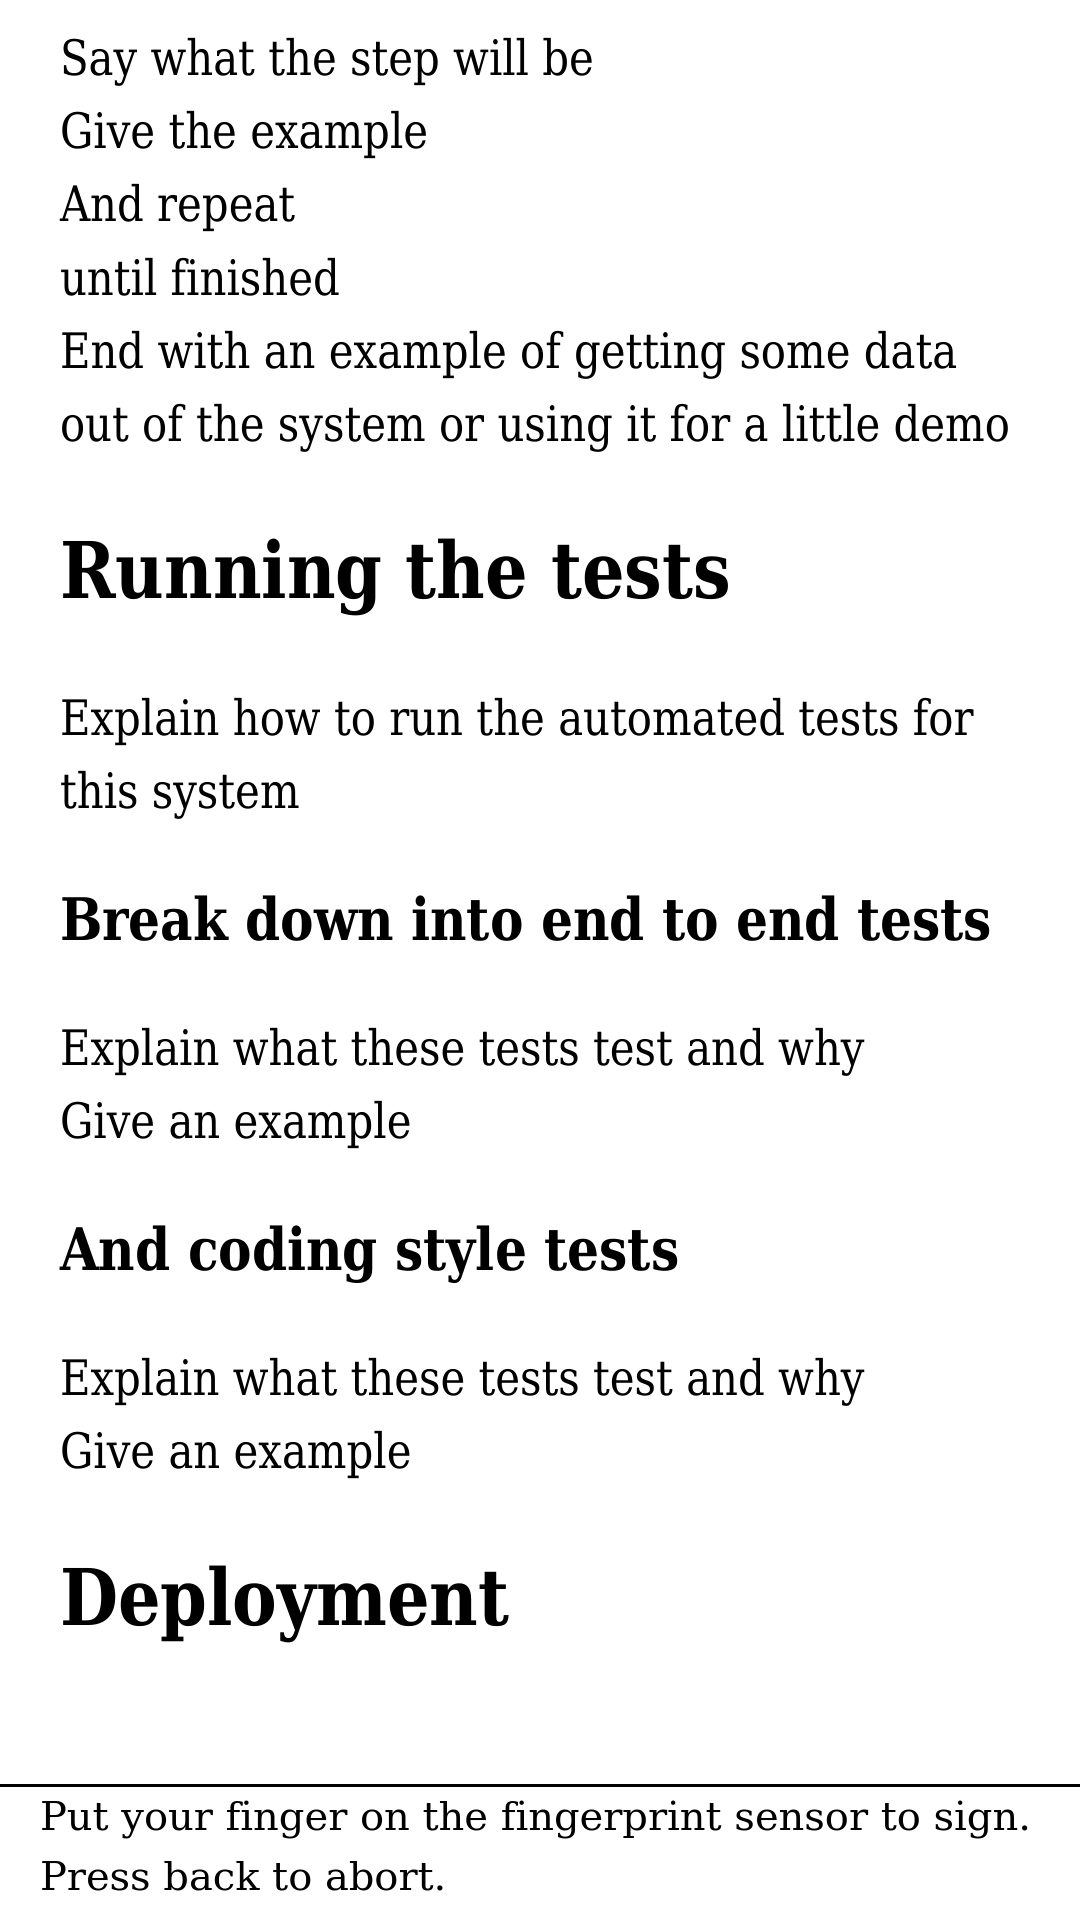 Say what the step will be
Give the example
And repeat
until finished
End with an example of getting some data
out of the system or using it for a little demo
Running the tests
Explain how to run the automated tests for
this system
Break down into end to end tests
Explain what these tests test and why
Give an example
And coding style tests
Explain what these tests test and why
Give an example
Deployment
Put your finger on the fingerprint sensor to sign.
Press back to abort.